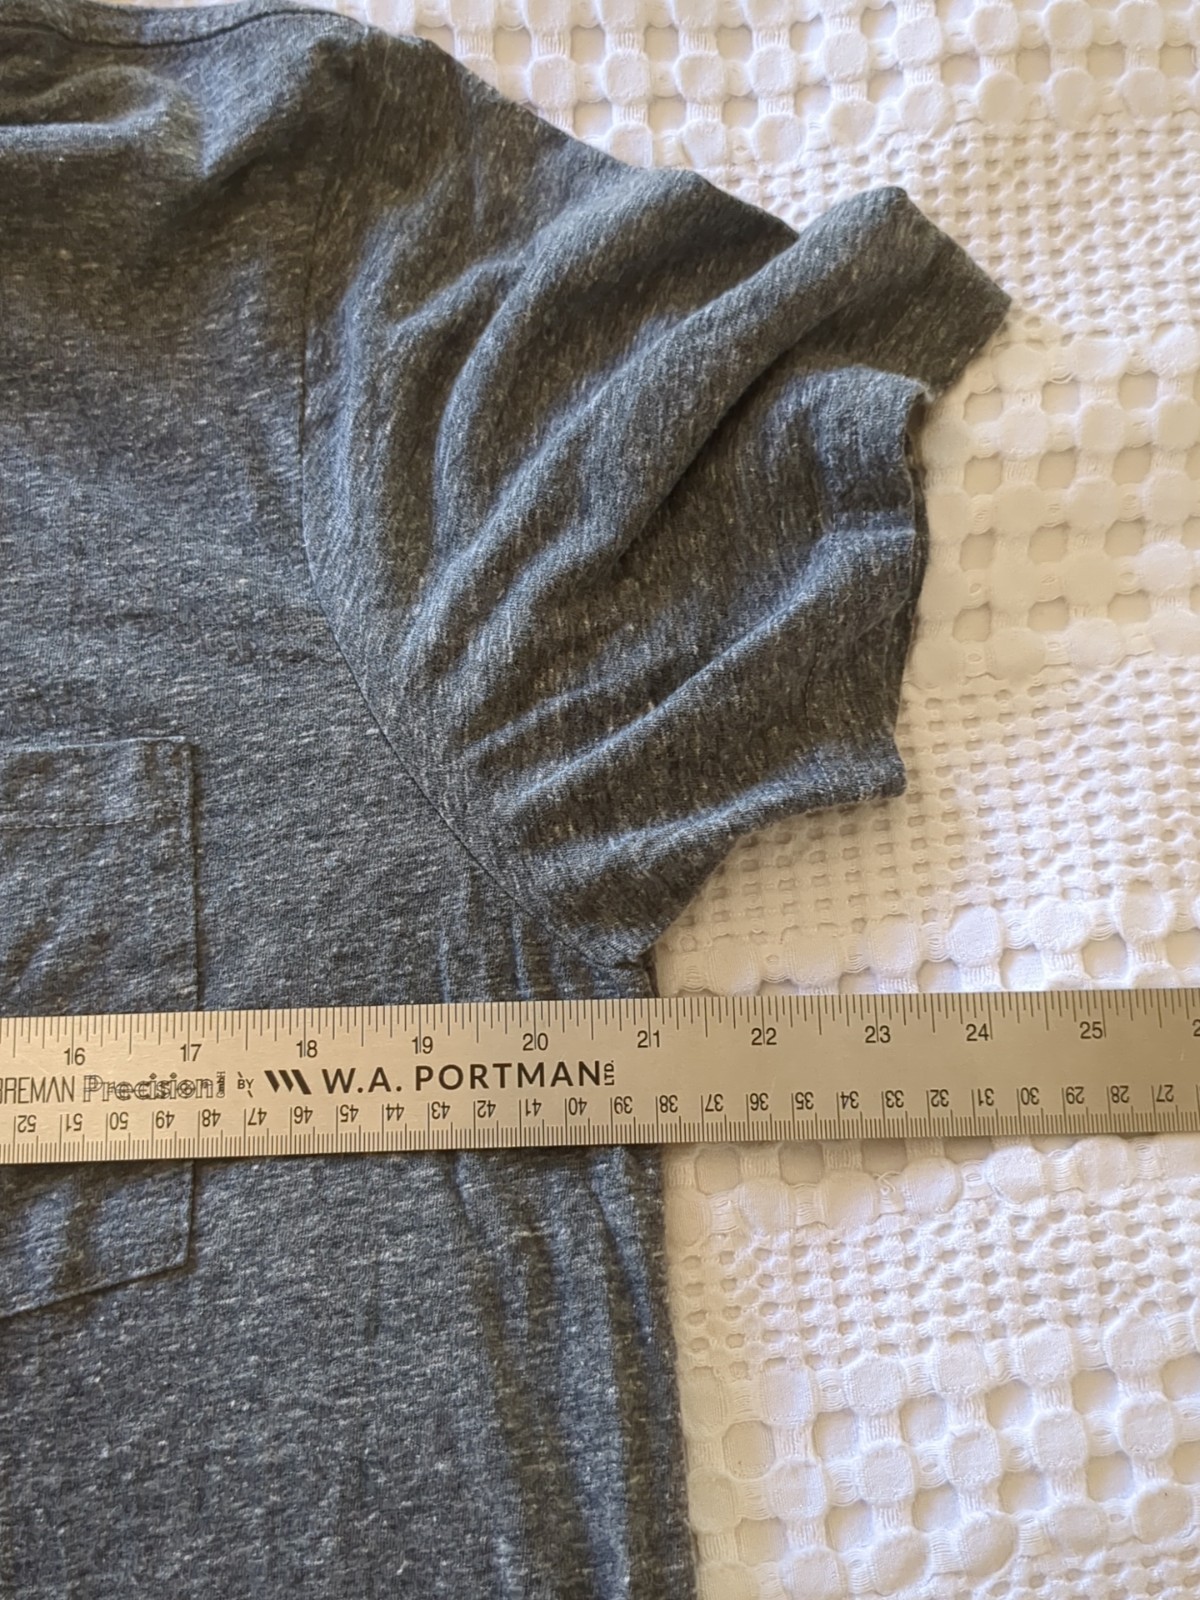 16 17 18 19 20 21 22 23 24 25 2
BREMAN Precision! BY W.A. PORTMAN LTD.
52 51 50 49 48 47 46 45 44 43 42 41 40 39 38 37 36 35 34 33 32 31 30 29 28 27